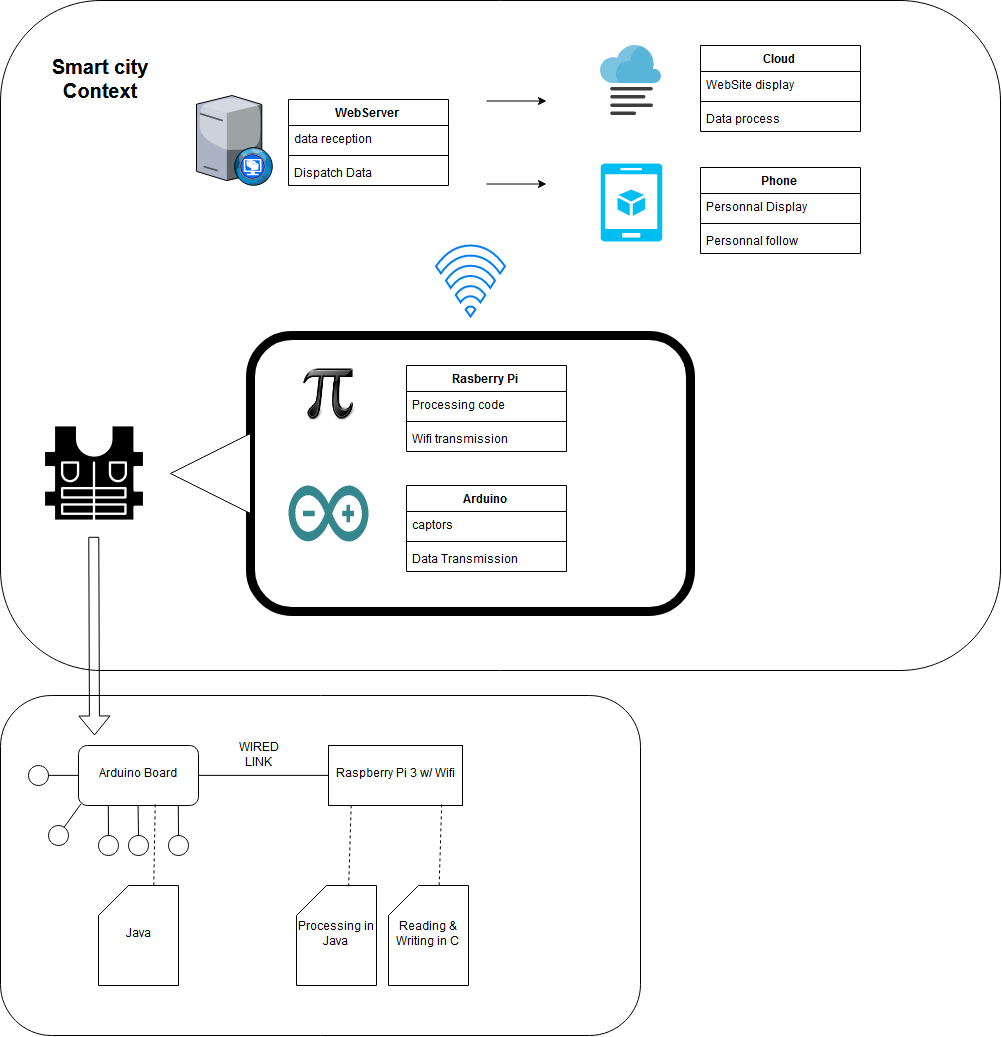 Smart city
Context
WebServer
data reception
Dispatch Data
Cloud
WebSite display
Data process
Phone
Personnal Display
Personnal follow
Rasberry Pi
Processing code
Wifi transmission
Arduino
captors
Data Transmission
WIRED
LINK
Arduino Board
Raspberry Pi 3 w/ Wifi
Java
Processing in
Java
Reading &
Writing in C